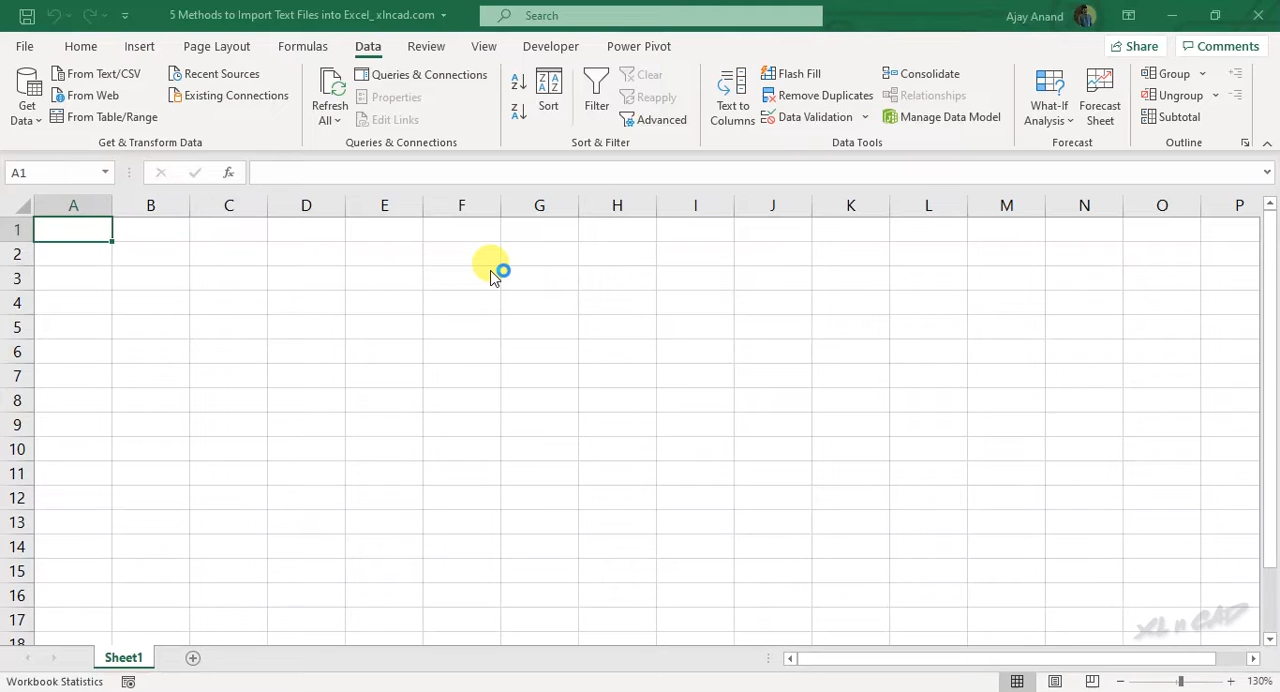 5 Methods to Import Text Files into Excel_ xlncad.com
Search
Ajay Anand
File Home Insert Page Layout Formulas Data Review View Developer Power Pivot Share Comments
Get Data
From Text/CSV
From Web
From Table/Range
Recent Sources
Existing Connections
Get & Transform Data
Refresh All
Queries & Connections
Properties
Edit Links
Queries & Connections
Sort
Filter
Clear
Reapply
Advanced
Sort & Filter
Text to Columns
Flash Fill
Remove Duplicates
Data Validation
Consolidate
Relationships
Manage Data Model
Data Tools
What-If Analysis
Forecast Sheet
Forecast
Group
Ungroup
Subtotal
Outline
A1
fx
A B C D E F G H I J K L M N O P
1
2
3
4
5
6
7
8
9
10
11
12
13
14
15
16
17
18
XL n CAD
Sheet1
Workbook Statistics
130%